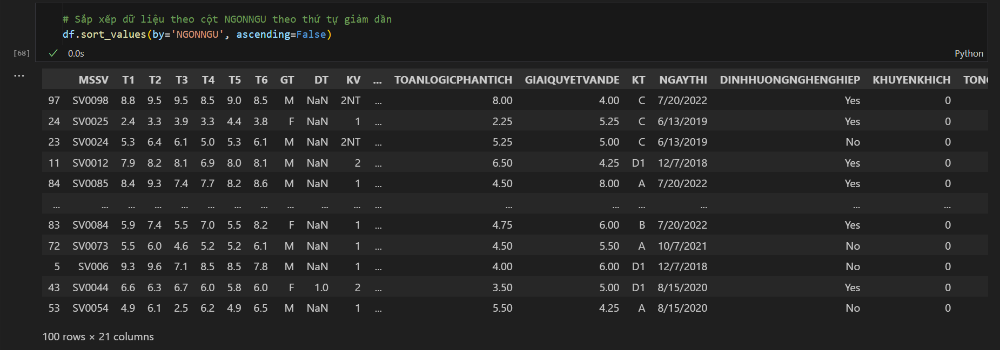 # Sắp xếp dữ liệu theo cột NGONNGU theo thứ tự giảm dần
df.sort_values(by='NGONNGU', ascending=False)
[68] 0.0s Python
...
MSSV T1 T2 T3 T4 T5 T6 GT DT KV ... TOANLOGICPHANTICH GIAIQUYETVANDE KT NGAYTHI DINHHUONGNGHENGHIEP KHUYENKHICH
97 SV0098 8.8 9.5 9.5 8.5 9.0 8.5 M NaN 2NT ... 8.00 4.00 C 7/20/2022 Yes 0
24 SV0025 2.4 3.3 3.9 3.3 4.4 3.8 F NaN 1 ... 2.25 5.25 C 6/13/2019 Yes 0
23 SV0024 5.3 6.4 6.1 5.0 5.3 6.1 M NaN 2NT ... 5.25 5.00 C 6/13/2019 No 0
11 SV0012 7.9 8.2 8.1 6.9 8.0 8.1 M NaN 2 ... 6.50 4.25 D1 12/7/2018 Yes 0
84 SV0085 8.4 9.3 7.4 7.7 8.2 8.6 M NaN 1 ... 4.50 8.00 A 7/20/2022 Yes 0
... ... ... ... ... ... ... ... ... ... ... ... ... ... ... ... ... ...
83 SV0084 5.9 7.4 5.5 7.0 5.5 8.2 F NaN 1 ... 4.75 6.00 B 7/20/2022 Yes 0
72 SV0073 5.5 6.0 4.6 5.2 5.2 6.1 M NaN 1 ... 4.50 5.50 A 10/7/2021 No 0
5 SV006 9.3 9.6 7.1 8.5 8.5 7.8 M NaN 1 ... 4.00 6.00 D1 12/7/2018 No 0
43 SV0044 6.6 6.3 6.7 6.0 5.8 6.0 F 1.0 2 ... 3.50 5.00 D1 8/15/2020 Yes 0
53 SV0054 4.9 6.1 2.5 6.2 4.9 6.5 M NaN 1 ... 5.50 4.25 A 8/15/2020 No 0
100 rows × 21 columns